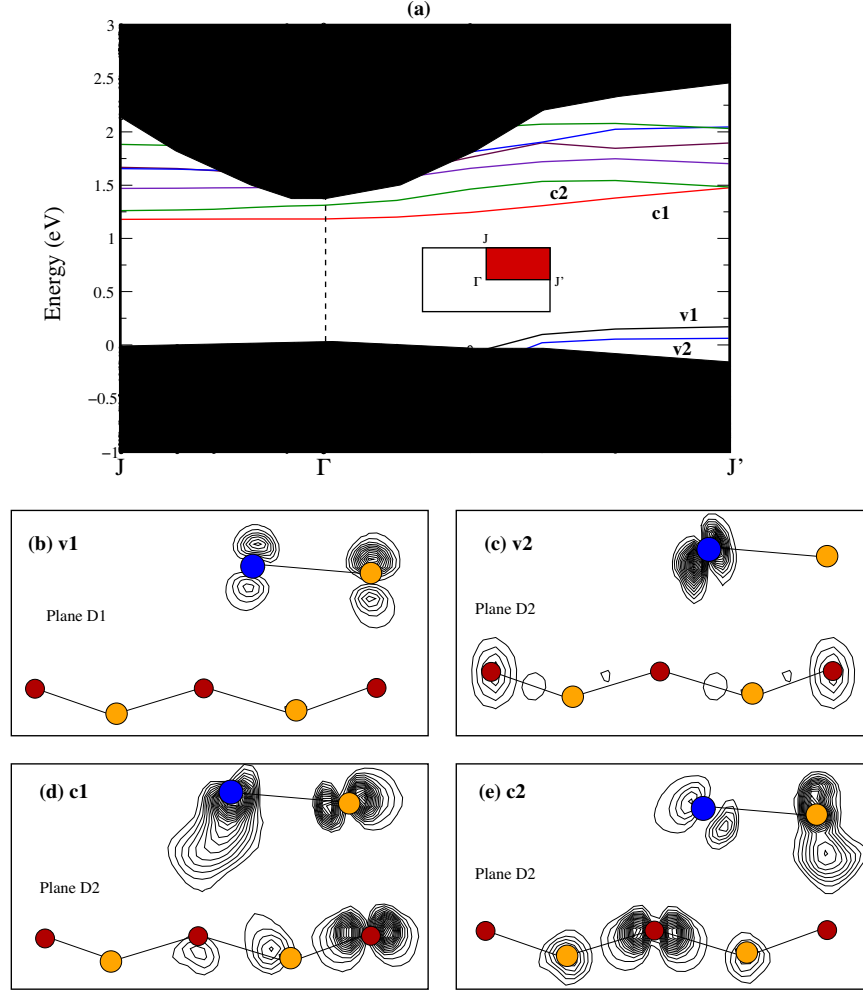 (a)
3
2.5
2
1.5
1
0.5
0
−0.5
−1
Energy (eV)
c2
c1
J
Γ
J'
v1
v2
J
Γ
J’
(b) v1
Plane D1
(c) v2
Plane D2
(d) c1
Plane D2
(e) c2
Plane D2